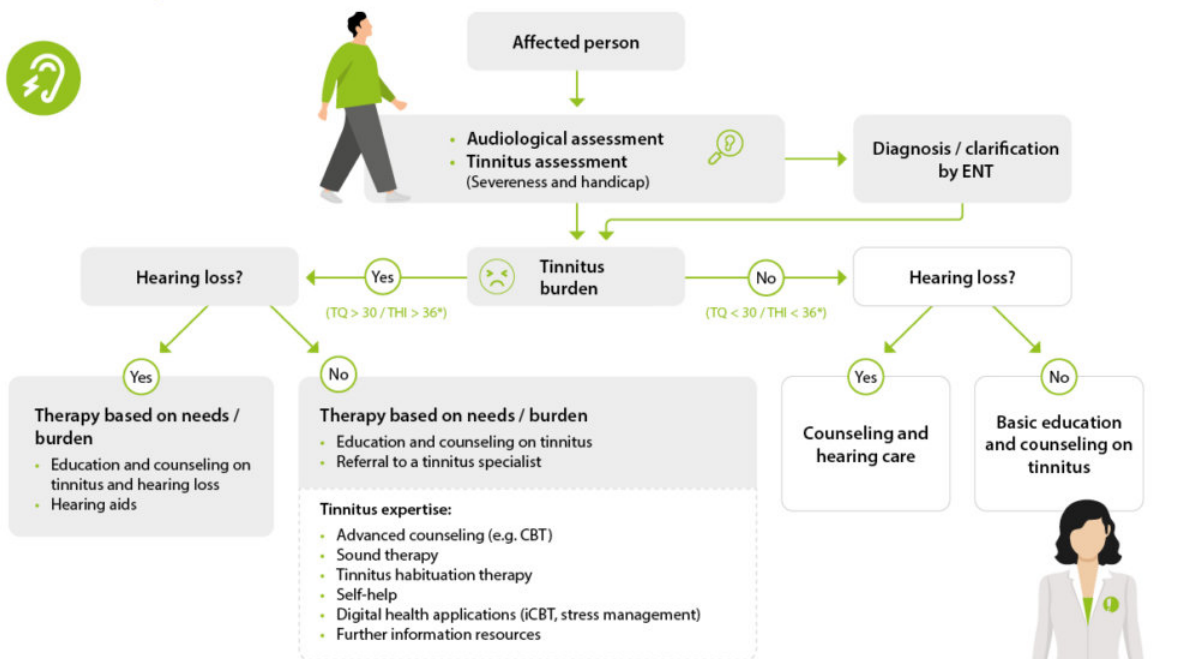 Affected person
• Audiological assessment
• Tinnitus assessment
(Severeness and handicap)
Diagnosis / clarification
by ENT
Hearing loss?
Yes
(TQ > 30 / THI > 36*)
Tinnitus
burden
No
(TQ < 30 / THI < 36*)
Hearing loss?
Yes
Therapy based on needs /
burden
• Education and counseling on
tinnitus and hearing loss
• Hearing aids
No
Therapy based on needs / burden
• Education and counseling on tinnitus
• Referral to a tinnitus specialist
Tinnitus expertise:
• Advanced counseling (e.g. CBT)
• Sound therapy
• Tinnitus habituation therapy
• Self-help
• Digital health applications (iCBT, stress management)
• Further information resources
Yes
Counseling and
hearing care
No
Basic education
and counseling on
tinnitus